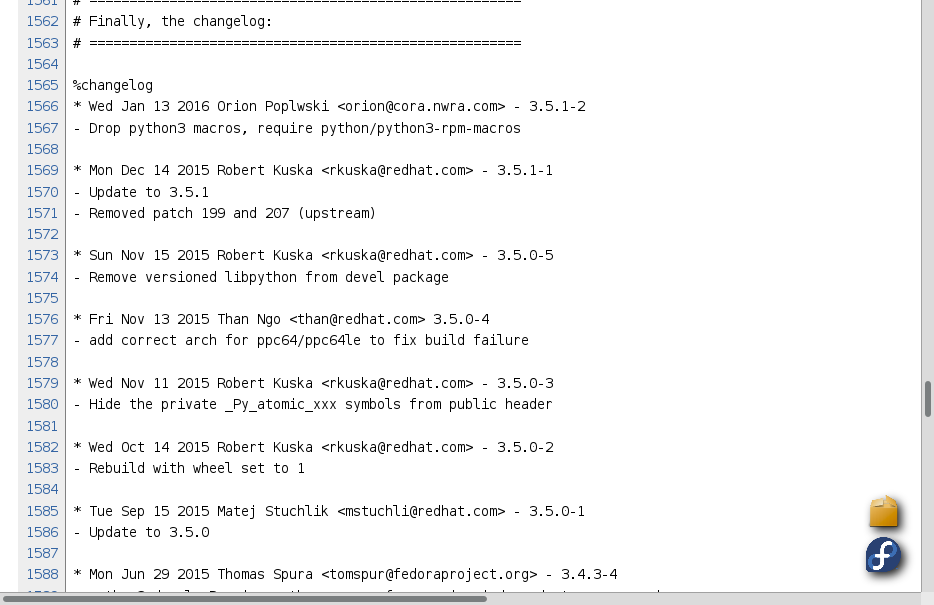 1562 # Finally, the changelog:
1563 # ======================================================
1564
1565 %changelog
1566 * Wed Jan 13 2016 Orion Poplwski <orion@cora.nwra.com> - 3.5.1-2
1567 - Drop python3 macros, require python/python3-rpm-macros
1568
1569 * Mon Dec 14 2015 Robert Kuska <rkuska@redhat.com> - 3.5.1-1
1570 - Update to 3.5.1
1571 - Removed patch 199 and 207 (upstream)
1572
1573 * Sun Nov 15 2015 Robert Kuska <rkuska@redhat.com> - 3.5.0-5
1574 - Remove versioned libpython from devel package
1575
1576 * Fri Nov 13 2015 Than Ngo <than@redhat.com> 3.5.0-4
1577 - add correct arch for ppc64/ppc64le to fix build failure
1578
1579 * Wed Nov 11 2015 Robert Kuska <rkuska@redhat.com> - 3.5.0-3
1580 - Hide the private _Py_atomic_xxx symbols from public header
1581
1582 * Wed Oct 14 2015 Robert Kuska <rkuska@redhat.com> - 3.5.0-2
1583 - Rebuild with wheel set to 1
1584
1585 * Tue Sep 15 2015 Matej Stuchlik <mstuchli@redhat.com> - 3.5.0-1
1586 - Update to 3.5.0
1587
1588 * Mon Jun 29 2015 Thomas Spura <tomspur@fedoraproject.org> - 3.4.3-4